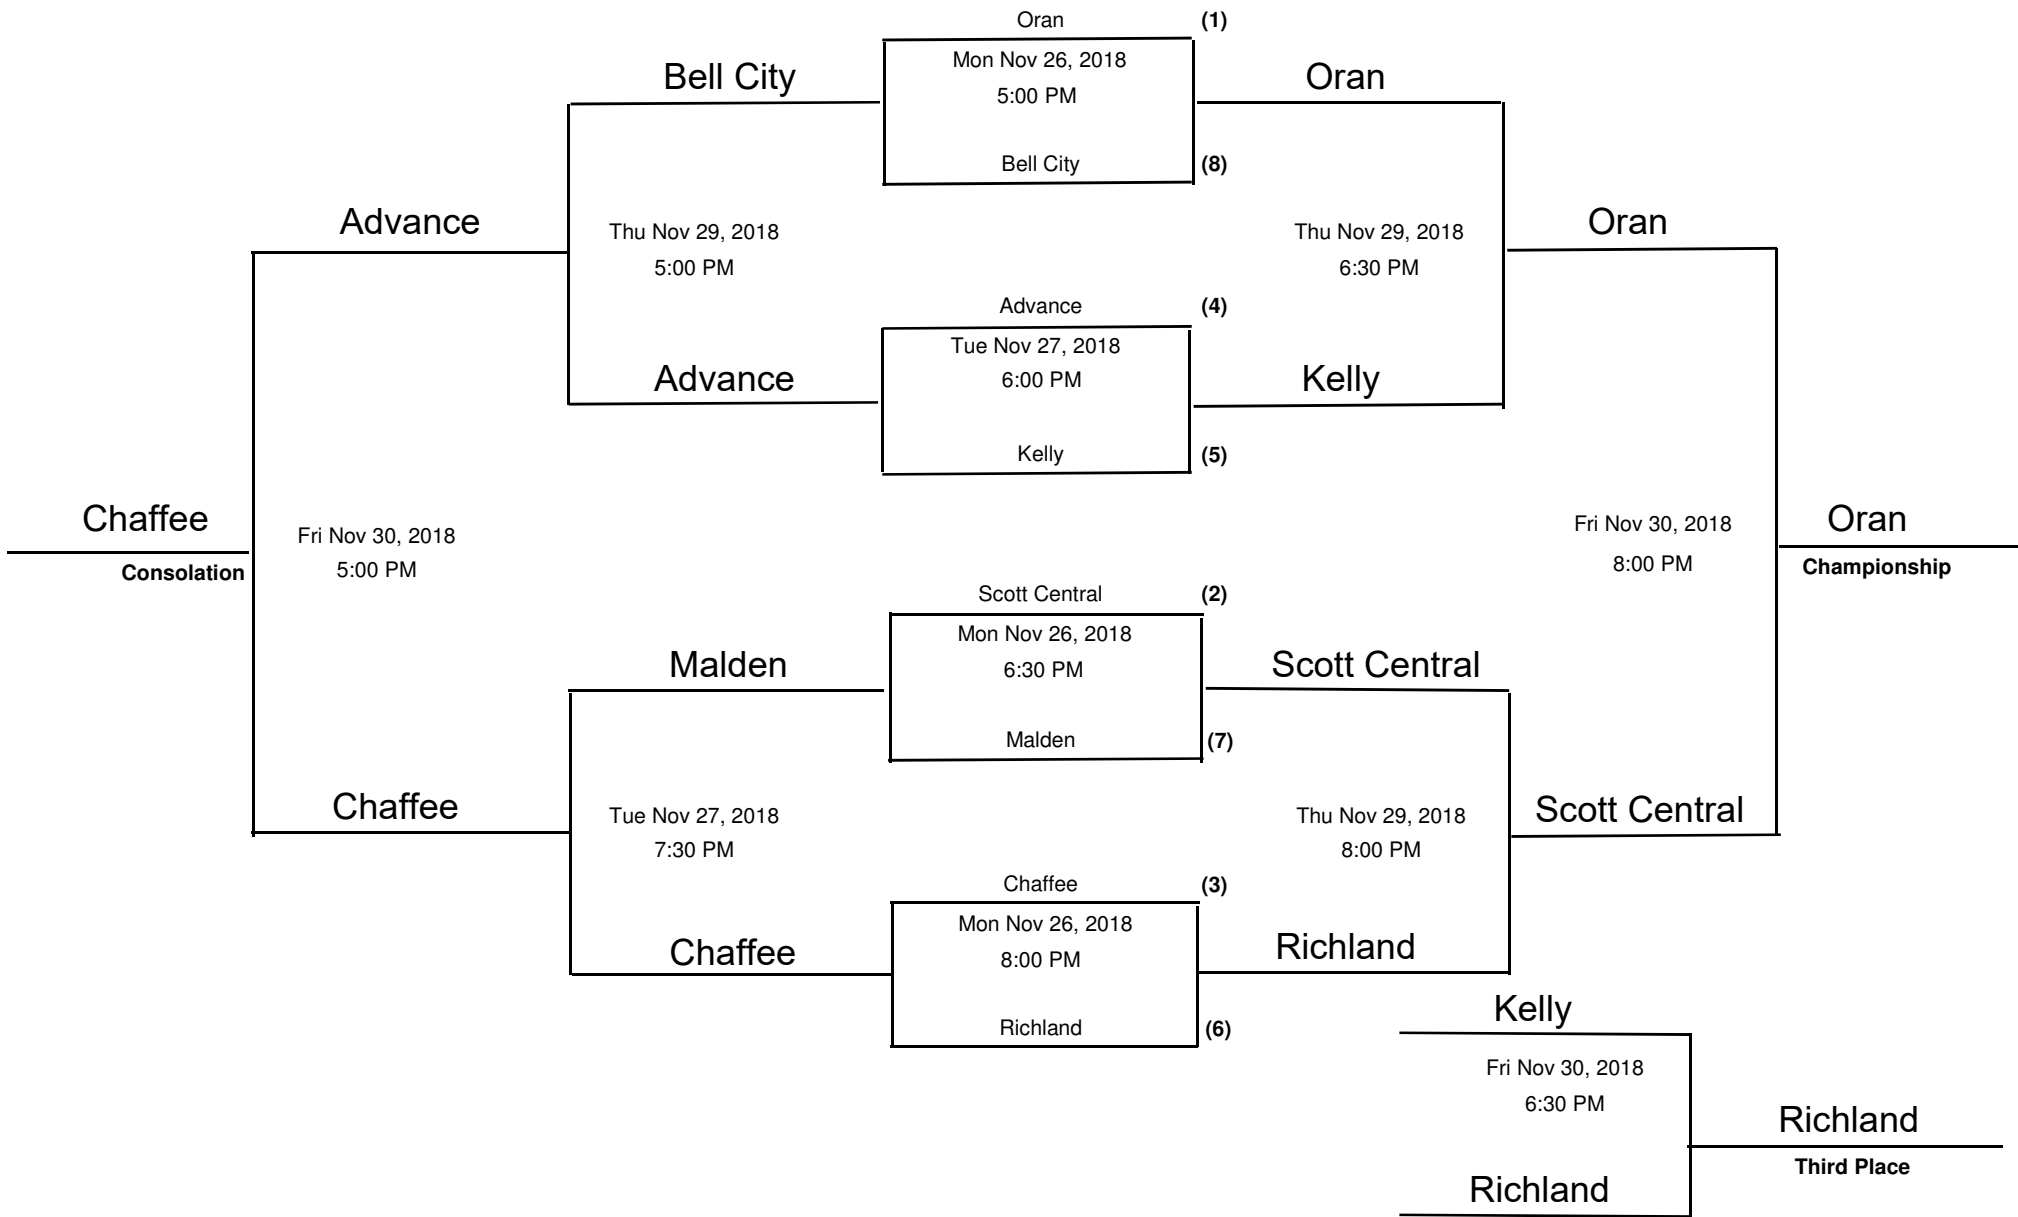 Oran (1)
Mon Nov 26, 2018
Bell City Oran
5:00 PM
Bell City (8)
Advance Oran
Thu Nov 29, 2018 Thu Nov 29, 2018
5:00 PM 6:30 PM
Advance (4)
Tue Nov 27, 2018
Advance 6:00 PM Kelly
Kelly (5)
Chaffee Oran
Fri Nov 30, 2018 Fri Nov 30, 2018
Consolation 5:00 PM 8:00 PM Championship
Scott Central (2)
Mon Nov 26, 2018
Malden 6:30 PM Scott Central
Malden (7)
Chaffee Scott Central
Tue Nov 27, 2018 Thu Nov 29, 2018
7:30 PM 8:00 PM
Chaffee (3)
Mon Nov 26, 2018
Chaffee 8:00 PM Richland
Richland (6)
Kelly
Fri Nov 30, 2018
6:30 PM
Richland
Third Place
Richland